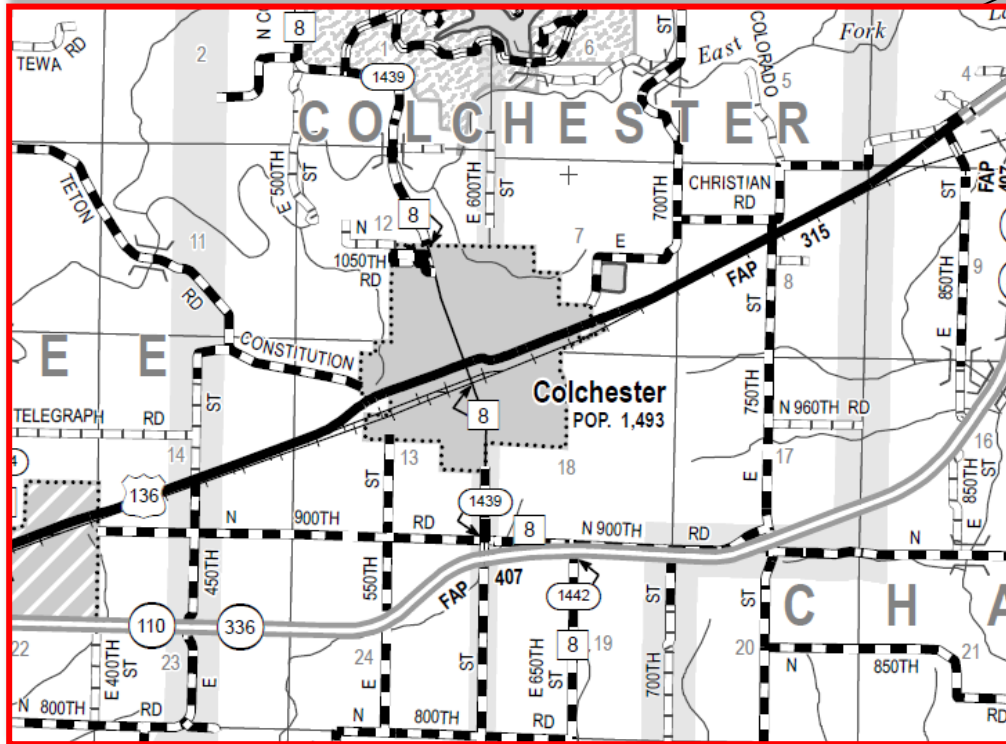 TEWA
RD
2
N CO
8
1
6
1439
East
Fork
COLORADO
ST
5
4
COLCHESTER
TETON
RD
11
E 500TH
ST
E 600TH
ST
700TH
ST
CHRISTIAN
RD
FAP
407
ST
8
N
12
1050TH
RD
7
E
FAP
315
8
9
850TH
E
E E
CONSTITUTION
ST
Colchester
POP. 1,493
8
750TH
E
N 960TH RD
TELEGRAPH
RD
14
13
18
17
16
850TH
ST
E
136
ST
1439
N
900TH
RD
8
N 900TH
RD
N
450TH
E
550TH
E
FAP
407
1442
ST
ST
C H A
110
336
22
23
24
E 400TH
ST
ST
E 650TH
ST
8
19
700TH
20
N
850TH
21
RD
N
800TH
RD
N
800TH
RD